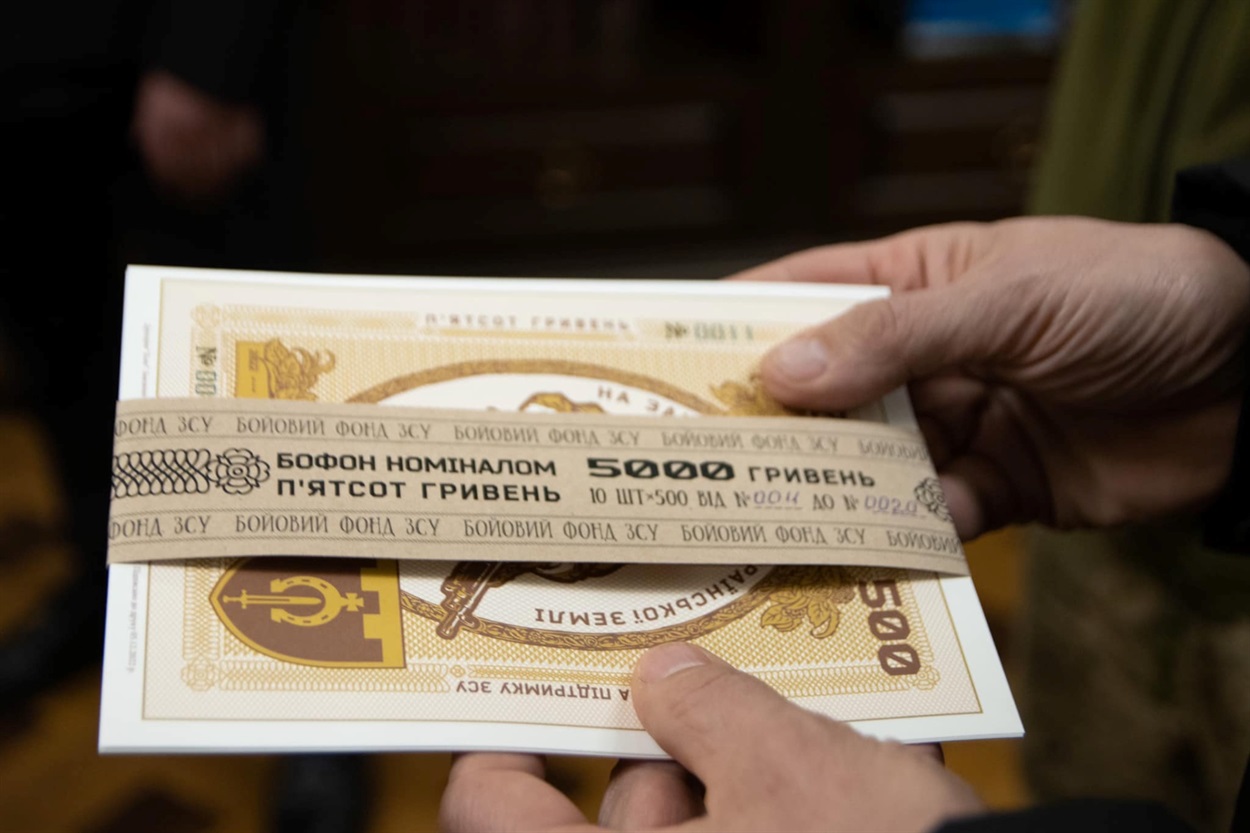 П'ЯТСОТ ГРИВЕНЬ №0011
№00
НА ЗА
ФОНД ЗСУ БОЙОВИЙ ФОНД ЗСУ БОЙОВИЙ ФОНД ЗСУ БОЙОВИЙ ФОНД ЗСУ БОЙОВИЙ
БОФОН НОМІНАЛОМ 5000 ГРИВЕНЬ
П'ЯТСОТ ГРИВЕНЬ 10 ШТ×500 ВІД №0011 ДО №0020
ФОНД ЗСУ БОЙОВИЙ ФОНД ЗСУ БОЙОВИЙ ФОНД ЗСУ БОЙОВИЙ ФОНД ЗСУ БОЙОВИЙ
РАЇНСЬКОЇ ЗЕМЛІ
500
А ПІДТРИМКУ ЗСУ